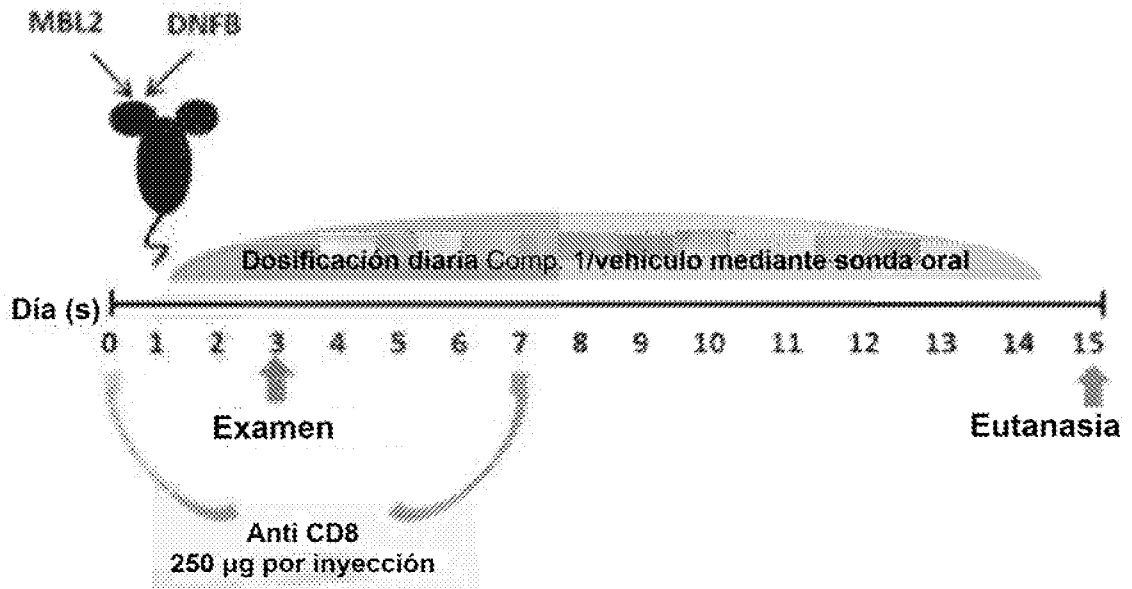 MBL2 DNFB
Dosificación diaria Comp. 1/vehículo mediante sonda oral
Día (s)
0 1 2 3 4 5 6 7 8 9 10 11 12 13 14 15
Examen
Eutanasia
Anti CD8
250 µg por inyección